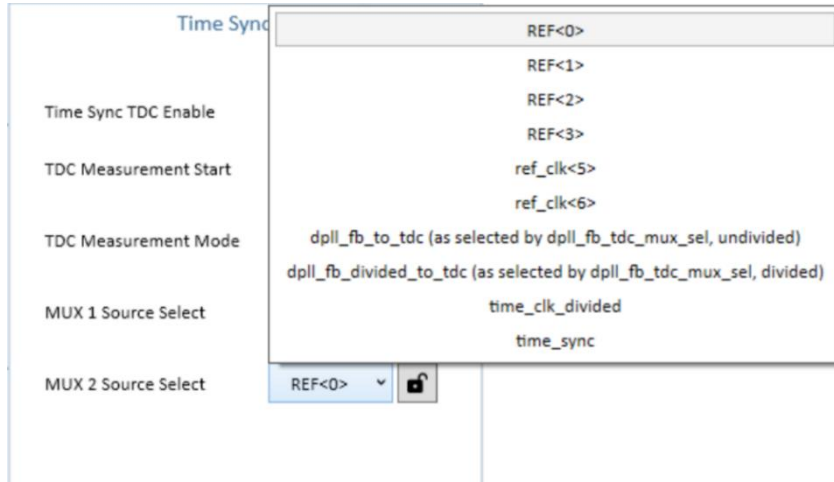 Time Sync
REF<0>
REF<1>
REF<2>
REF<3>
ref_clk<5>
ref_clk<6>
dpll_fb_to_tdc (as selected by dpll_fb_tdc_mux_sel, undivided)
dpll_fb_divided_to_tdc (as selected by dpll_fb_tdc_mux_sel, divided)
time_clk_divided
time_sync
Time Sync TDC Enable
TDC Measurement Start
TDC Measurement Mode
MUX 1 Source Select
MUX 2 Source Select REF<0>